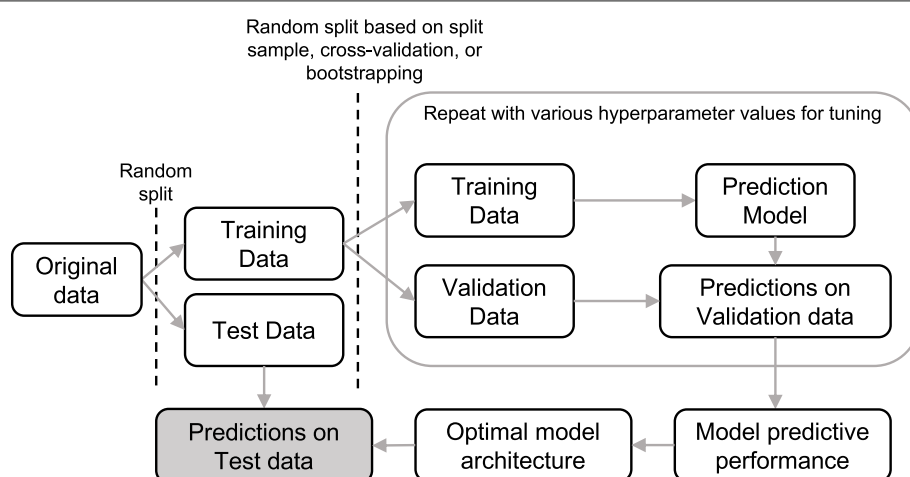 Random split based on split
sample, cross-validation, or
bootstrapping
Repeat with various hyperparameter values for tuning
Random
split
Original
data
Training
Data
Test Data
Training
Data
Prediction
Model
Validation
Data
Predictions on
Validation data
Predictions on
Test data
Optimal model
architecture
Model predictive
performance